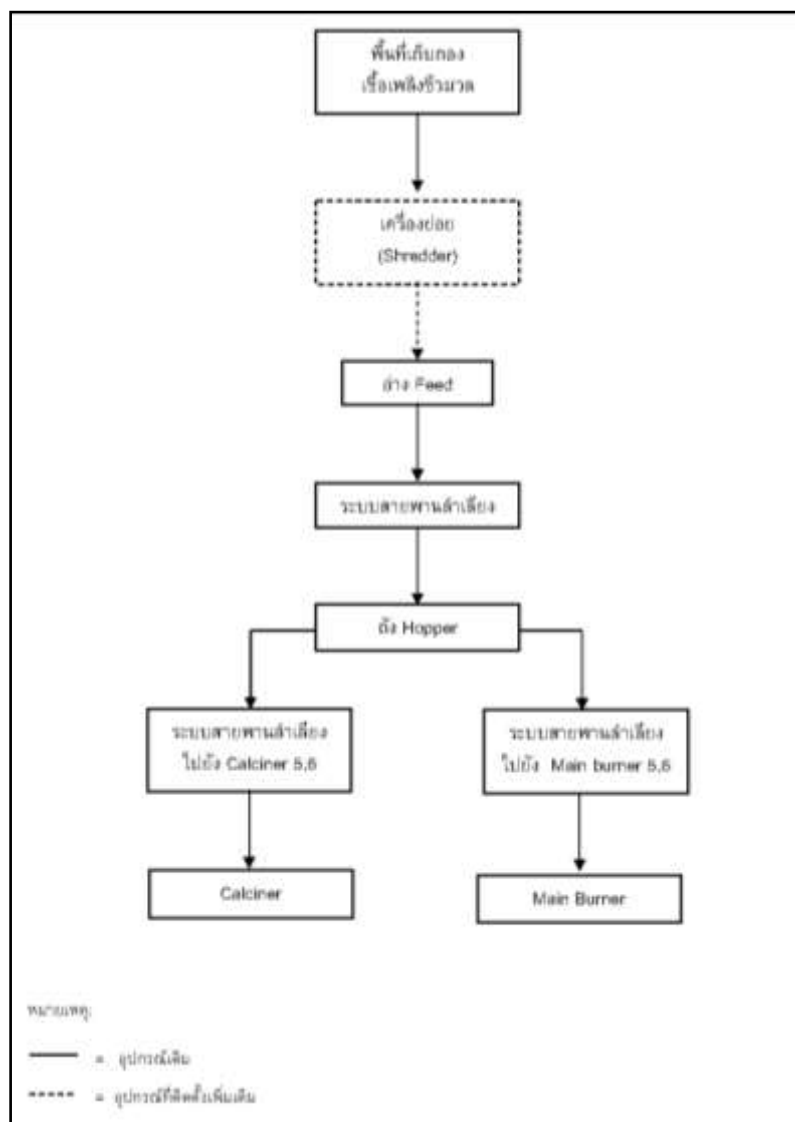 พื้นที่เก็บกอง
เชื้อเพลิงชีวมวล
เครื่องย่อย
(Shredder)
อ่าง Feed
ระบบสายพานลำเลียง
ถัง Hopper
ระบบสายพานลำเลียง
ไปยัง Calciner 5,6
ระบบสายพานลำเลียง
ไปยัง Main burner 5,6
Calciner
Main Burner
หมายเหตุ:
= อุปกรณ์เดิม
= อุปกรณ์ที่ติดตั้งเพิ่มเติม